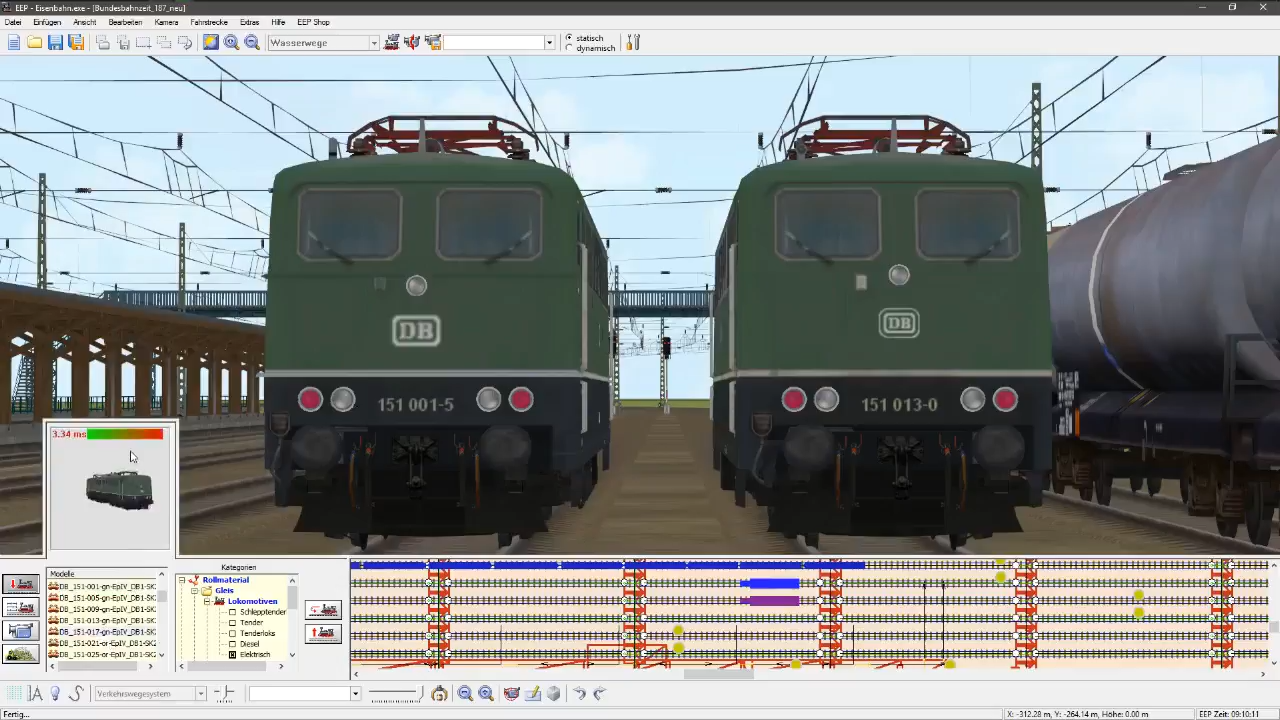 EEP - Eisenbahn.exe - [Bundesbahnzeit_187_neu]
Datei Einfügen Ansicht Bearbeiten Kamera Fahrstrecke Extras Hilfe EEP Shop
Wasserwege
statisch
dynamisch
DB
DB
151 001-5
151 013-0
3.34 ms
Modelle
DB_151-001-gn-EpIV_DB1-SK
DB_151-005-gn-EpIV_DB1-SK
DB_151-009-gn-EpIV_DB1-SK
DB_151-013-gn-EpIV_DB1-SK
DB_151-017-gn-EpIV_DB1-SK
DB_151-021-or-EpIV_DB1-SK
DB_151-025-or-EpIV_DB1-SK
Kategorien
Rollmaterial
Gleis
Lokomotiven
Schlepptender
Tender
Tenderloks
Diesel
Elektrisch
Verkehrswegesystem
Fertig...
X: -312.28 m, Y: -264.14 m, Höhe: 0.00 m
EEP Zeit: 09:10:11